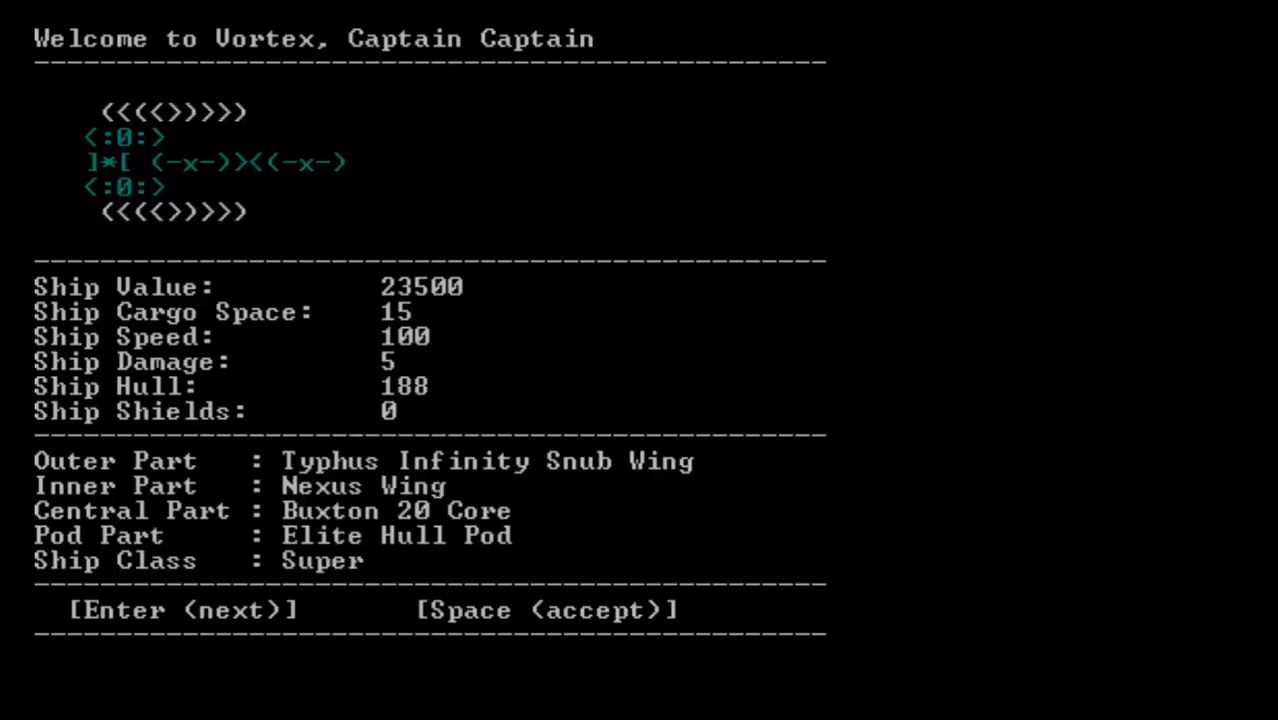 Welcome to Vortex, Captain Captain
------------------------------------------------
((((<>)))))
<:0:>
]*[ (-x-)><((-x-)
<:0:>
((((<>)))))
------------------------------------------------
Ship Value: 23500
Ship Cargo Space: 15
Ship Speed: 100
Ship Damage: 5
Ship Hull: 188
Ship Shields: 0
------------------------------------------------
Outer Part : Typhus Infinity Snub Wing
Inner Part : Nexus Wing
Central Part : Buxton 20 Core
Pod Part : Elite Hull Pod
Ship Class : Super
------------------------------------------------
[Enter (next)] [Space (accept)]
------------------------------------------------